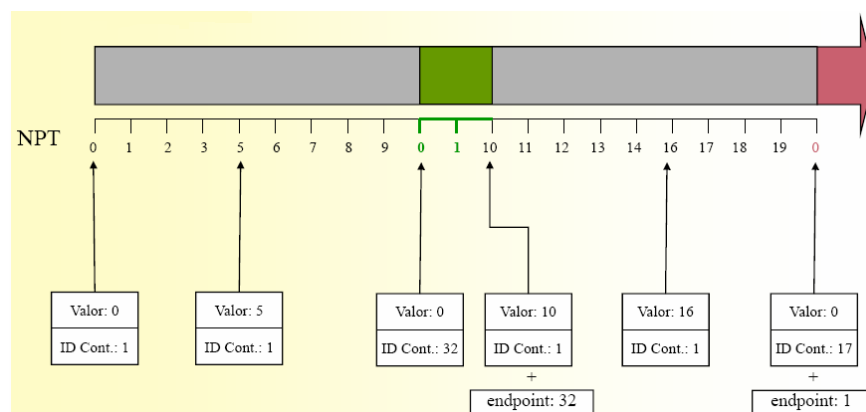 NPT 0 1 2 3 5 6 7 8 9 0 1 10 11 12 13 14 16 17 18 19 0
Valor: 0 Valor: 5 Valor: 0 Valor: 10 Valor: 16 Valor: 0
ID Cont.: 1 ID Cont.: 1 ID Cont.: 32 ID Cont.: 1 ID Cont.: 1 ID Cont.: 17
+ +
endpoint: 32 endpoint: 1